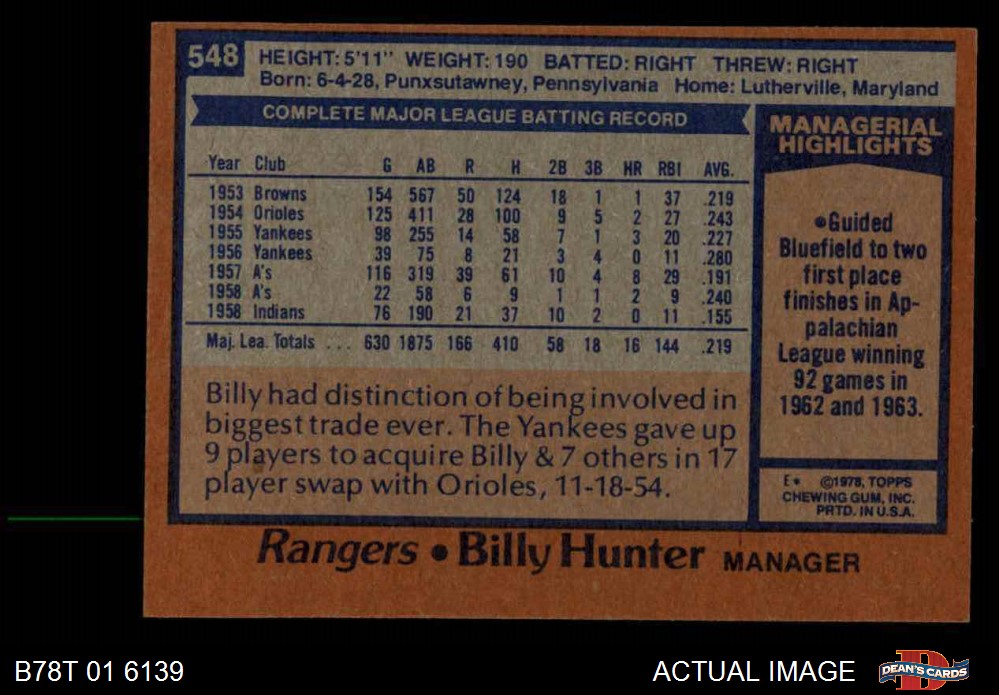 548
HEIGHT: 5'11" WEIGHT: 190 BATTED: RIGHT THREW: RIGHT
Born: 6-4-28, Punxsutawney, Pennsylvania Home: Lutherville, Maryland
COMPLETE MAJOR LEAGUE BATTING RECORD
Year Club G AB R H 2B 3B HR RBI AVG.
1953 Browns 154 567 50 124 18 1 1 37 .219
1954 Orioles 125 411 28 100 9 5 2 27 .243
1955 Yankees 98 255 14 58 7 1 3 20 .227
1956 Yankees 39 75 8 21 3 4 0 11 .280
1957 A's 116 319 39 61 10 4 8 29 .191
1958 A's 22 58 6 9 1 1 2 9 .240
1958 Indians 76 190 21 37 10 2 0 11 .155
Maj. Lea. Totals ... 630 1875 166 410 58 18 16 144 .219
Billy had distinction of being involved in
biggest trade ever. The Yankees gave up
9 players to acquire Billy & 7 others in 17
player swap with Orioles, 11-18-54.
MANAGERIAL
HIGHLIGHTS
•Guided
Bluefield to two
first place
finishes in Ap-
palachian
League winning
92 games in
1962 and 1963.
E* ©1978, TOPPS
CHEWING GUM, INC.
PRTD. IN U.S.A.
Rangers • Billy Hunter MANAGER
B78T 01 6139
ACTUAL IMAGE
DEAN'S CARDS